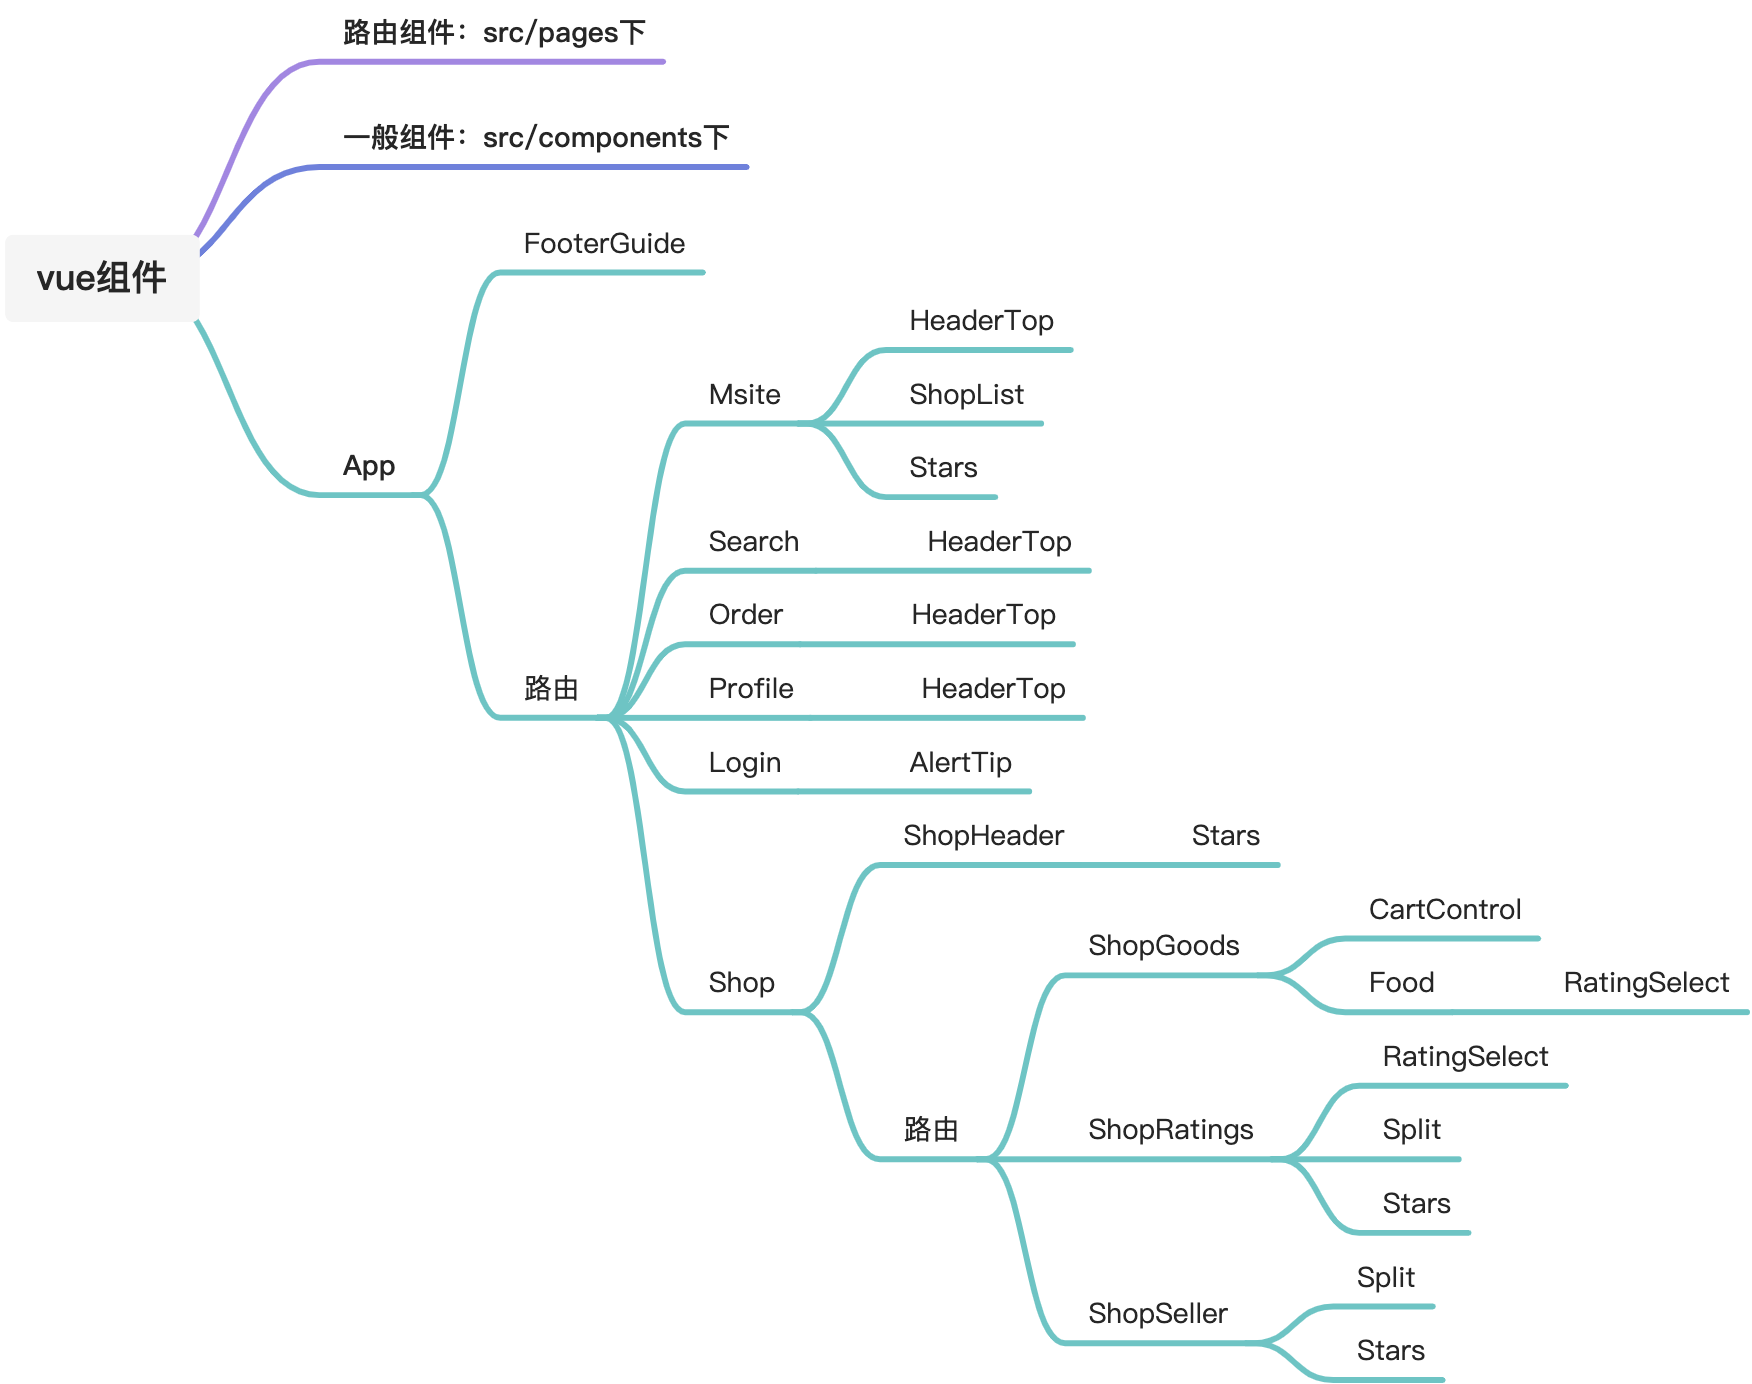 路由组件：src/pages下
一般组件：src/components下
vue组件
FooterGuide
HeaderTop
Msite
ShopList
Stars
App
Search HeaderTop
Order HeaderTop
路由
Profile HeaderTop
Login AlertTip
ShopHeader Stars
CartControl
ShopGoods
Shop
Food RatingSelect
RatingSelect
路由
ShopRatings
Split
Stars
Split
ShopSeller
Stars